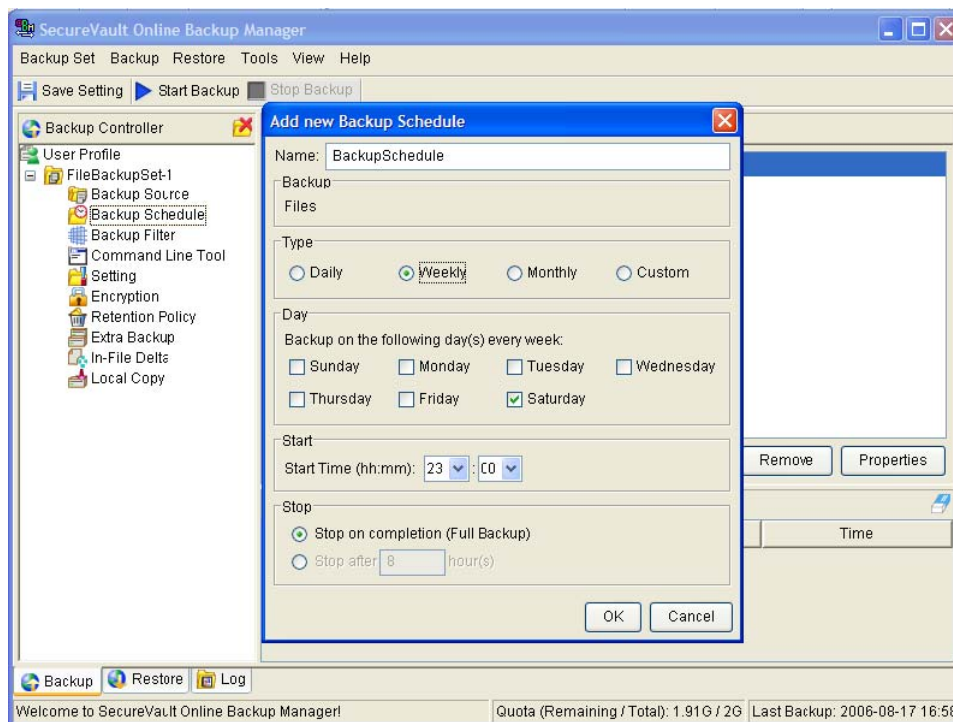 SecureVault Online Backup Manager
Backup Set Backup Restore Tools View Help
Save Setting Start Backup Stop Backup
Backup Controller
User Profile
FileBackupSet-1
Backup Source
Backup Schedule
Backup Filter
Command Line Tool
Setting
Encryption
Retention Policy
Extra Backup
In-File Delta
Local Copy
Add new Backup Schedule
Name: BackupSchedule
Backup
Files
Type
Daily Weekly Monthly Custom
Day
Backup on the following day(s) every week:
Sunday Monday Tuesday Wednesday
Thursday Friday Saturday
Start
Start Time (hh:mm): 23 : 00
Stop
Stop on completion (Full Backup)
Stop after 8 hour(s)
OK Cancel
Remove Properties
Time
Backup Restore Log
Welcome to SecureVault Online Backup Manager! Quota (Remaining / Total): 1.91G / 2G Last Backup: 2006-08-17 16:58